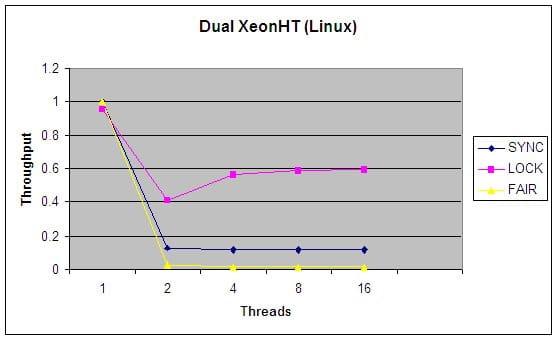 Dual XeonHT (Linux)
Throughput
1.2
1
0.8
0.6
0.4
0.2
0
1 2 4 8 16
Threads
SYNC
LOCK
FAIR